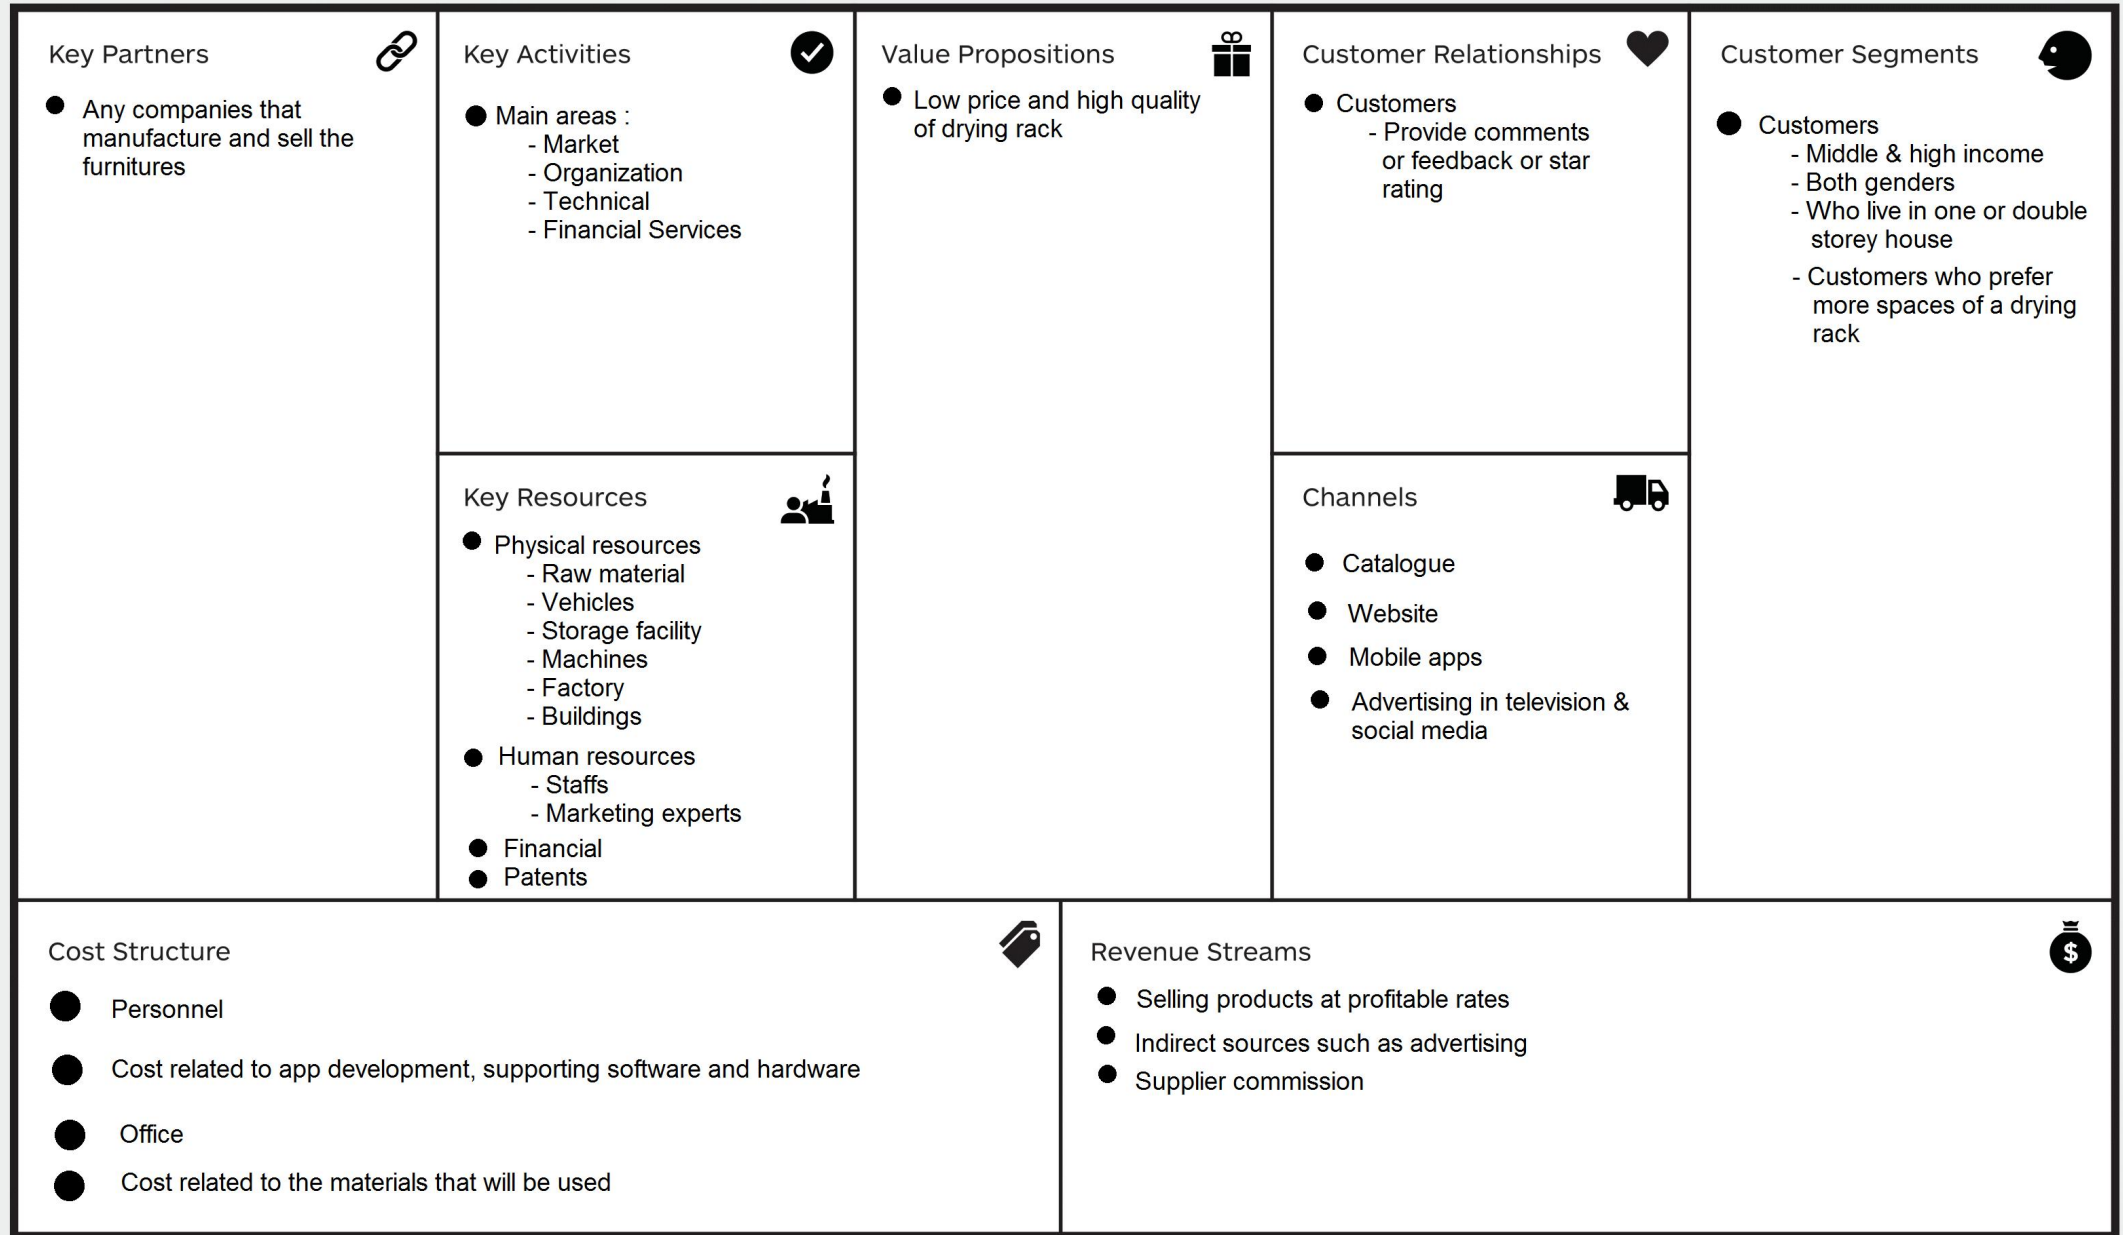 Key Partners
Any companies that
manufacture and sell the
furnitures
Key Activities
Main areas :
- Market
- Organization
- Technical
- Financial Services
Key Resources
Physical resources
- Raw material
- Vehicles
- Storage facility
- Machines
- Factory
- Buildings
Human resources
- Staffs
- Marketing experts
Financial
Patents
Value Propositions
Low price and high quality
of drying rack
Customer Relationships
Customers
- Provide comments
or feedback or star
rating
Channels
Catalogue
Website
Mobile apps
Advertising in television &
social media
Customer Segments
Customers
- Middle & high income
- Both genders
- Who live in one or double
storey house
- Customers who prefer
more spaces of a drying
rack
Cost Structure
Personnel
Cost related to app development, supporting software and hardware
Office
Cost related to the materials that will be used
Revenue Streams
$
Selling products at profitable rates
Indirect sources such as advertising
Supplier commission